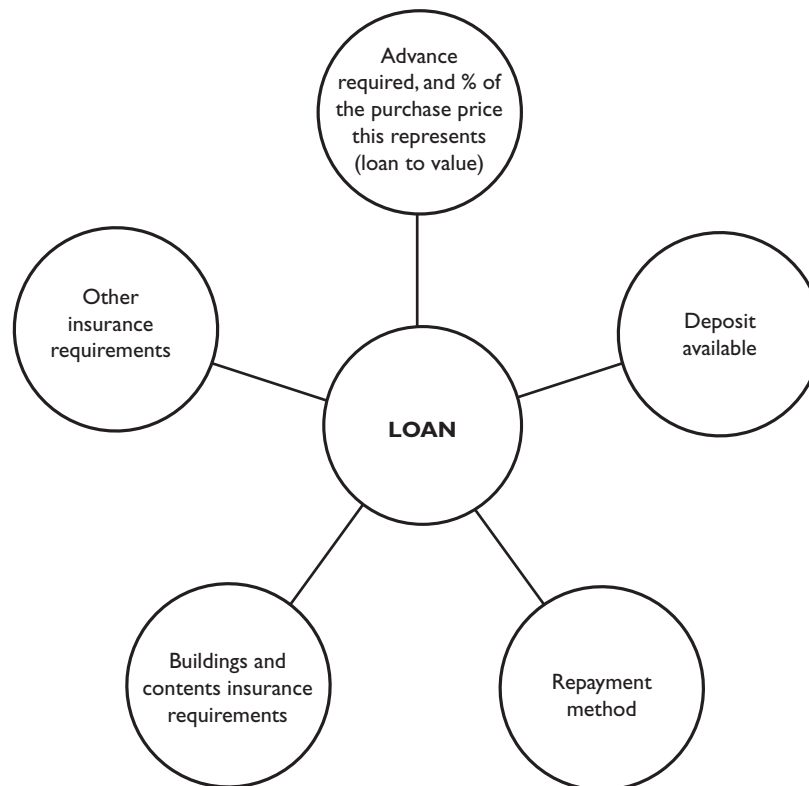 Advance
required, and % of
the purchase price
this represents
(loan to value)
Other
insurance
requirements
Deposit
available
LOAN
Buildings and
contents insurance
requirements
Repayment
method